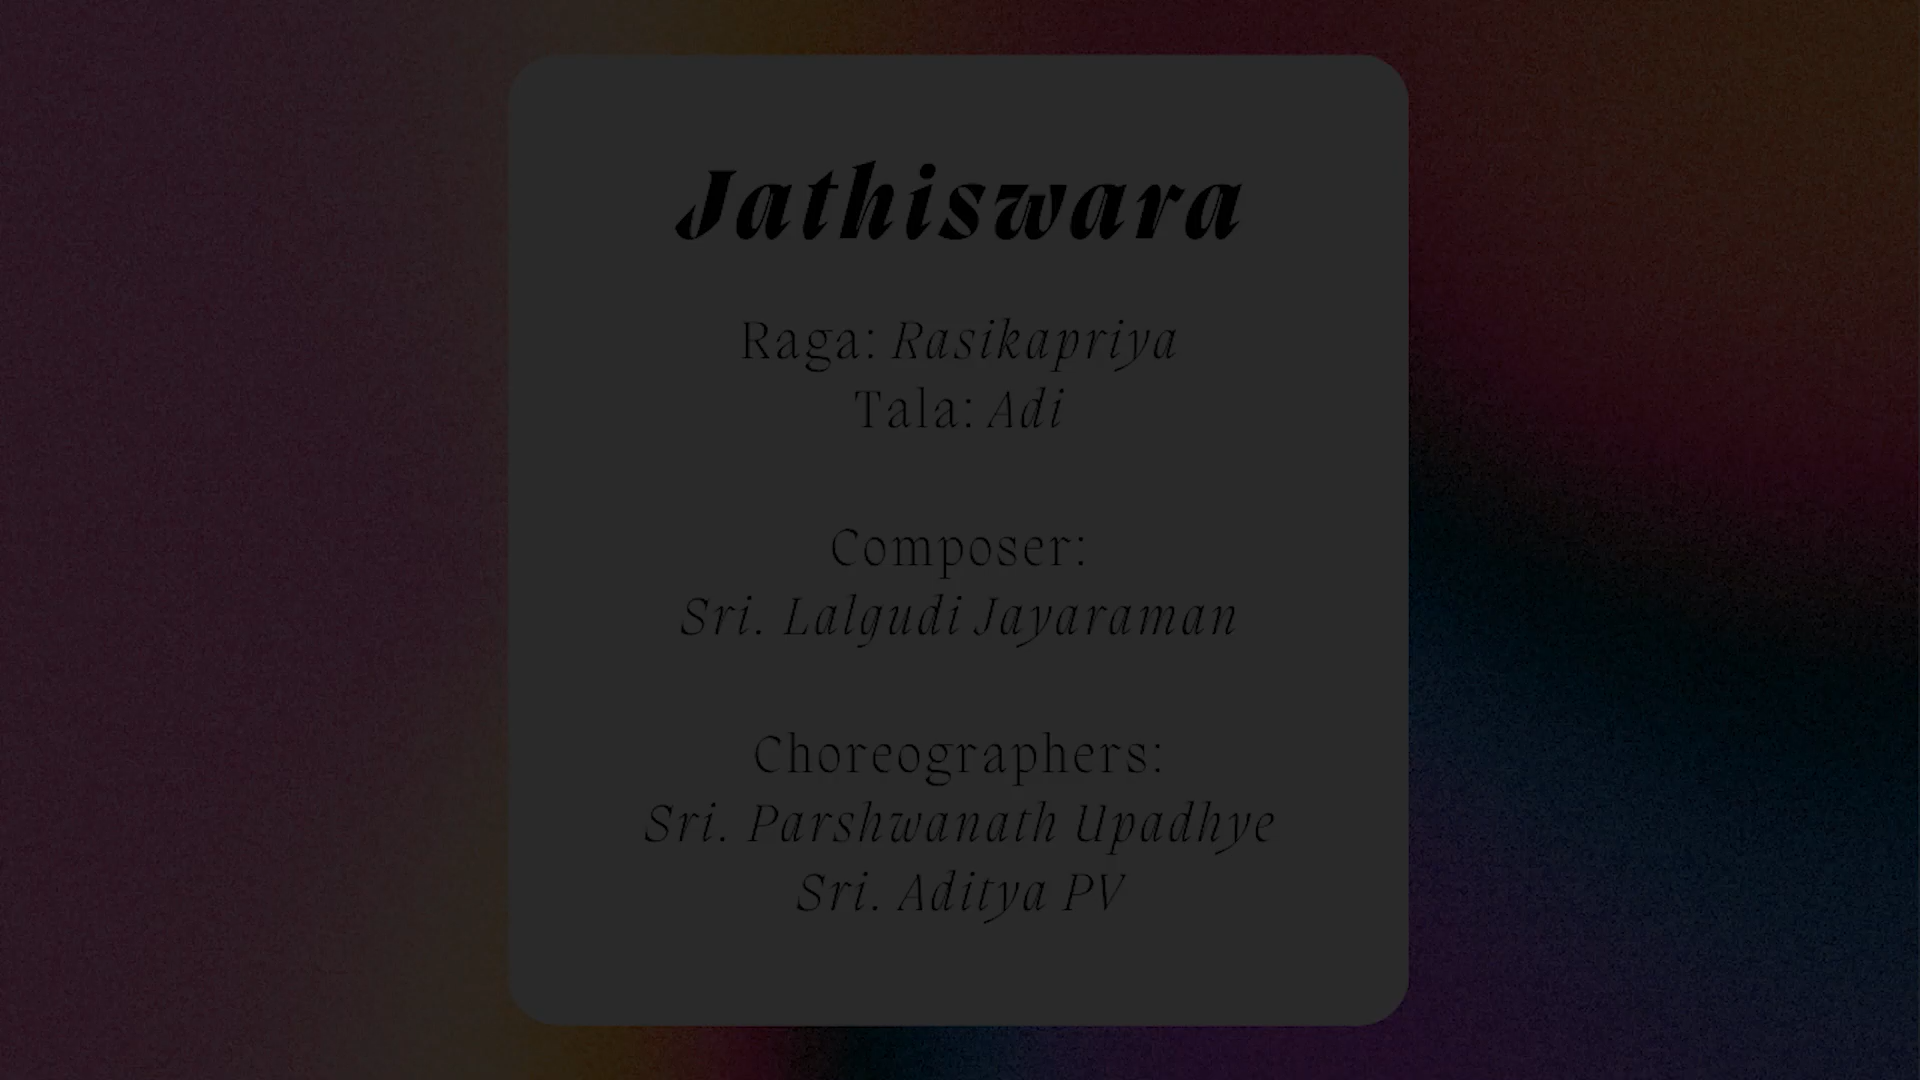 Jathiswara
Raga: Rasikapriya
Tala: Adi
Composer:
Sri. Lalgudi Jayaraman
Choreographers:
Sri. Parshwanath Upadhye
Sri. Aditya PV